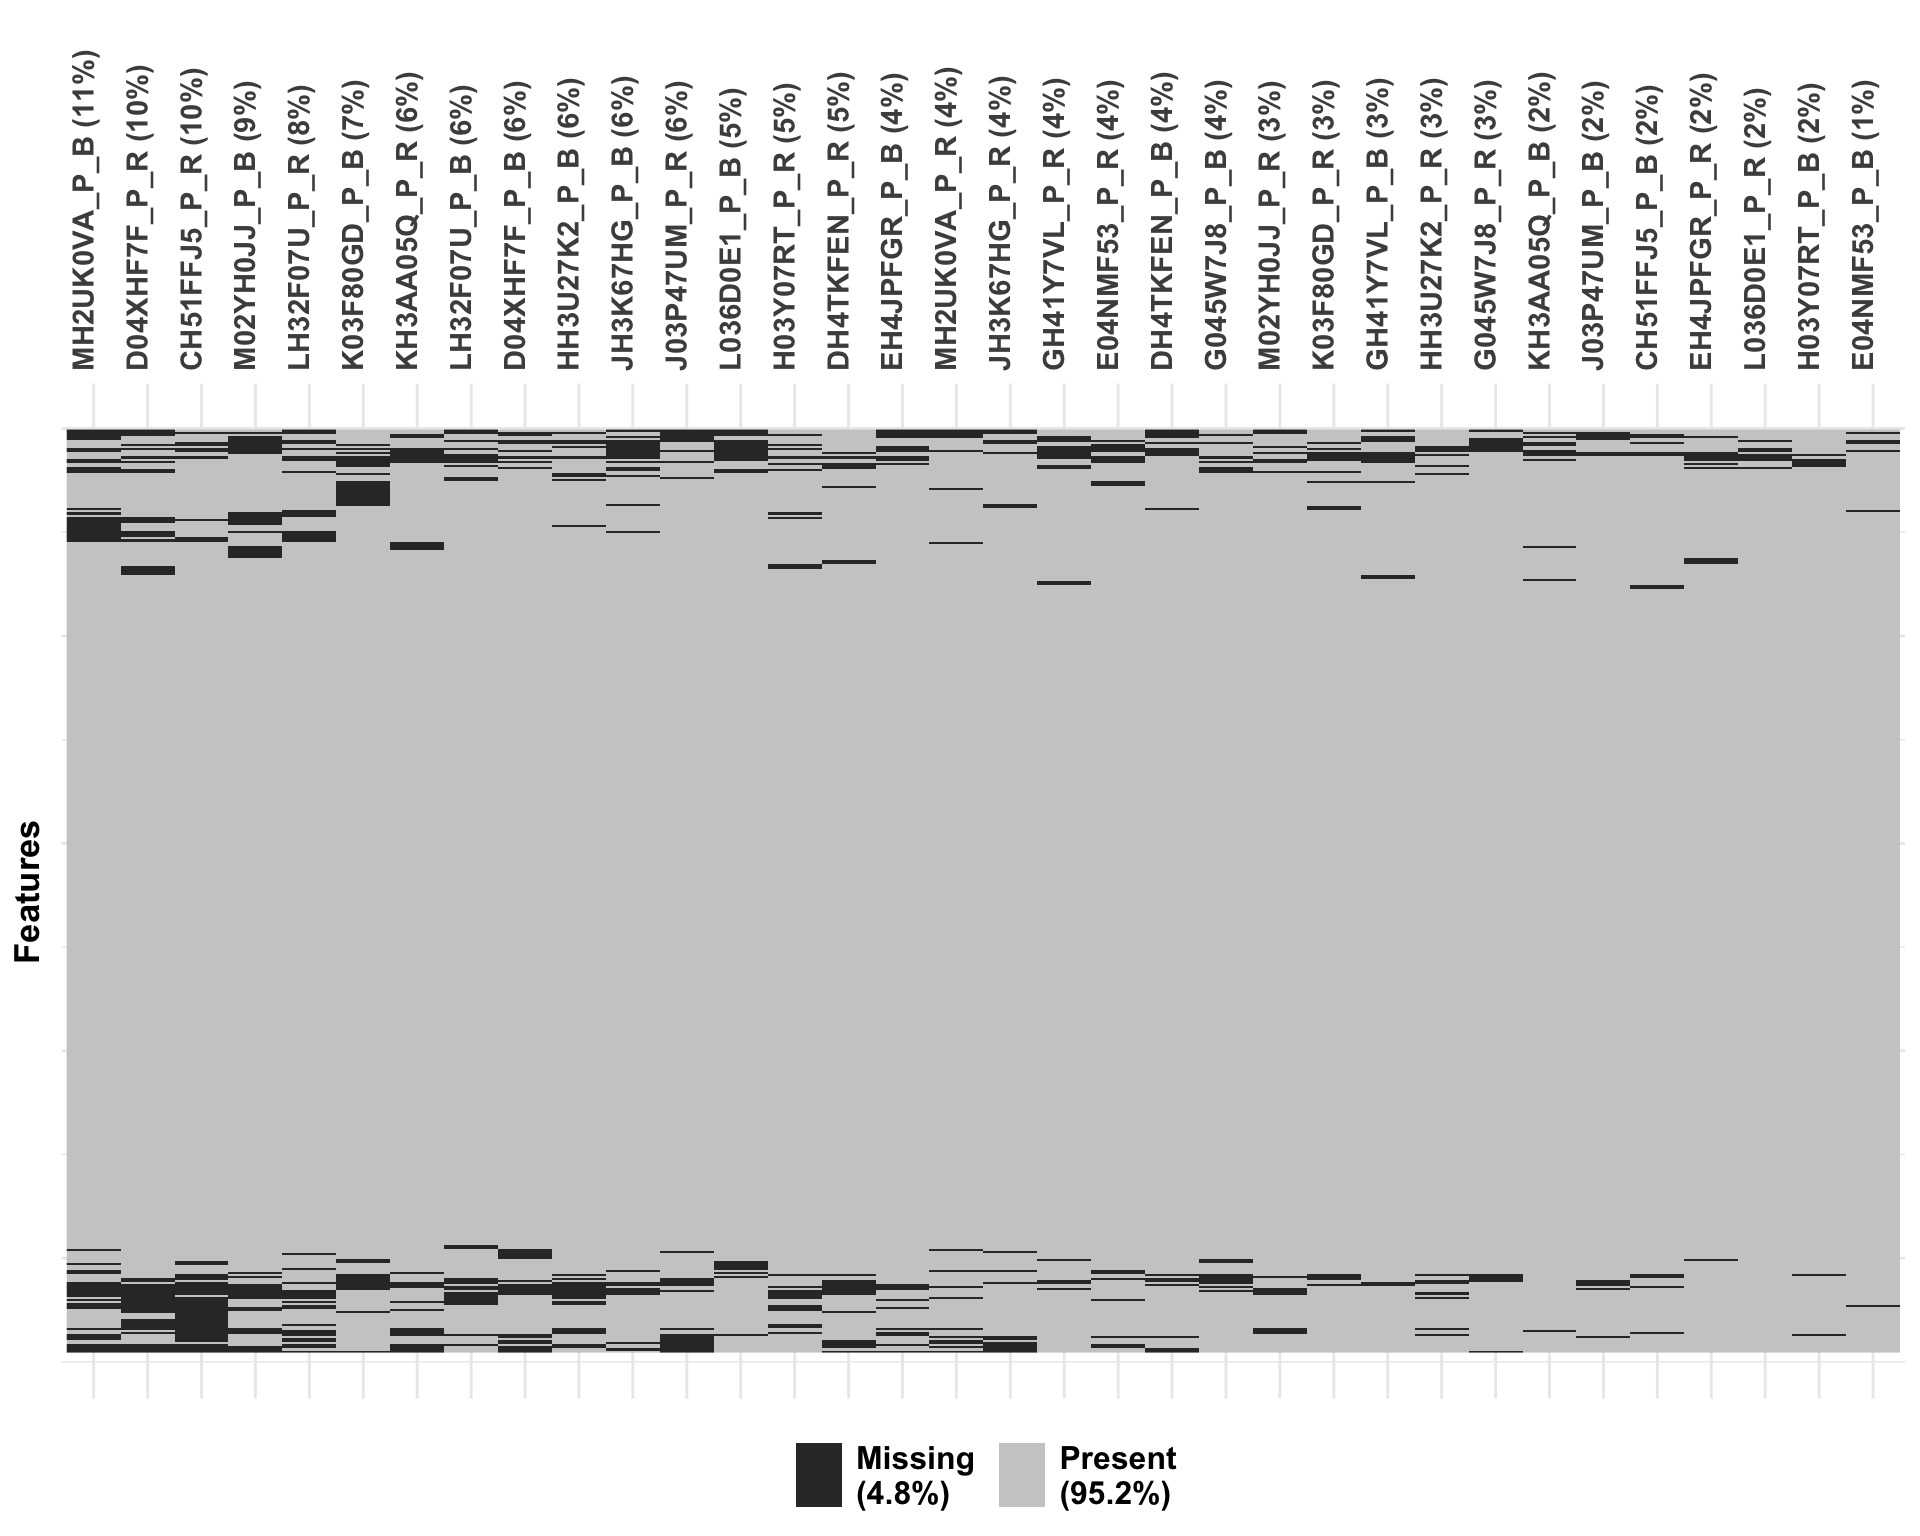 MH2UK0VA_P_B (11%)
D04XHF7F_P_R (10%)
CH51FFJ5_P_R (10%)
M02YH0JJ_P_B (9%)
LH32F07U_P_R (8%)
K03F80GD_P_B (7%)
KH3AA05Q_P_R (6%)
LH32F07U_P_B (6%)
D04XHF7F_P_B (6%)
HH3U27K2_P_B (6%)
JH3K67HG_P_B (6%)
J03P47UM_P_R (6%)
L036D0E1_P_B (5%)
H03Y07RT_P_R (5%)
DH4TKFEN_P_R (5%)
EH4JPFGR_P_B (4%)
MH2UK0VA_P_R (4%)
JH3K67HG_P_R (4%)
GH41Y7VL_P_R (4%)
E04NMF53_P_R (4%)
DH4TKFEN_P_B (4%)
G045W7J8_P_B (4%)
M02YH0JJ_P_R (3%)
K03F80GD_P_R (3%)
GH41Y7VL_P_B (3%)
HH3U27K2_P_R (3%)
G045W7J8_P_R (3%)
KH3AA05Q_P_B (2%)
J03P47UM_P_B (2%)
CH51FFJ5_P_B (2%)
EH4JPFGR_P_R (2%)
L036D0E1_P_R (2%)
H03Y07RT_P_B (2%)
E04NMF53_P_B (1%)
Features
Missing
(4.8%)
Present
(95.2%)